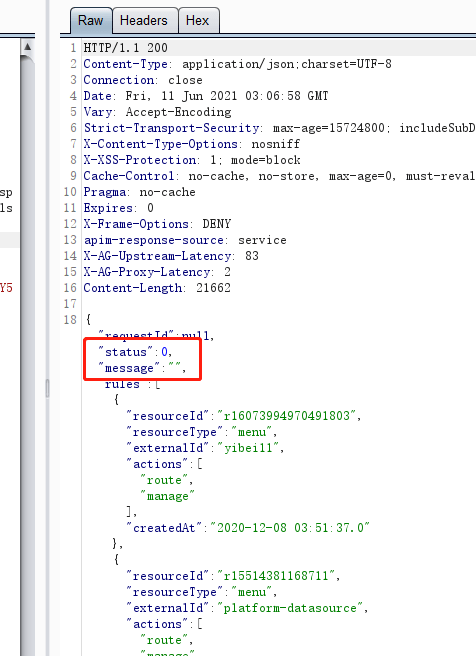 Raw Headers Hex
1 HTTP/1.1 200
2 Content-Type: application/json;charset=UTF-8
3 Connection: close
4 Date: Fri, 11 Jun 2021 03:06:58 GMT
5 Vary: Accept-Encoding
6 Strict-Transport-Security: max-age=15724800; includeSubD
7 X-Content-Type-Options: nosniff
8 X-XSS-Protection: 1; mode=block
9 Cache-Control: no-cache, no-store, max-age=0, must-reval
sp 10 Pragma: no-cache
ls 11 Expires: 0
12 X-Frame-Options: DENY
13 apim-response-source: service
14 X-AG-Upstream-Latency: 83
Y5 15 X-AG-Proxy-Latency: 2
16 Content-Length: 21662
17
18 {
"requestId":null,
"status":0,
"message":"",
"rules":[
{
"resourceId":"r16073994970491803",
"resourceType":"menu",
"externalId":"yibei11",
"actions":[
"route",
"manage"
],
"createdAt":"2020-12-08 03:51:37.0"
},
{
"resourceId":"r15514381168711",
"resourceType":"menu",
"externalId":"platform-datasource",
"actions":[
"route",
"manage"